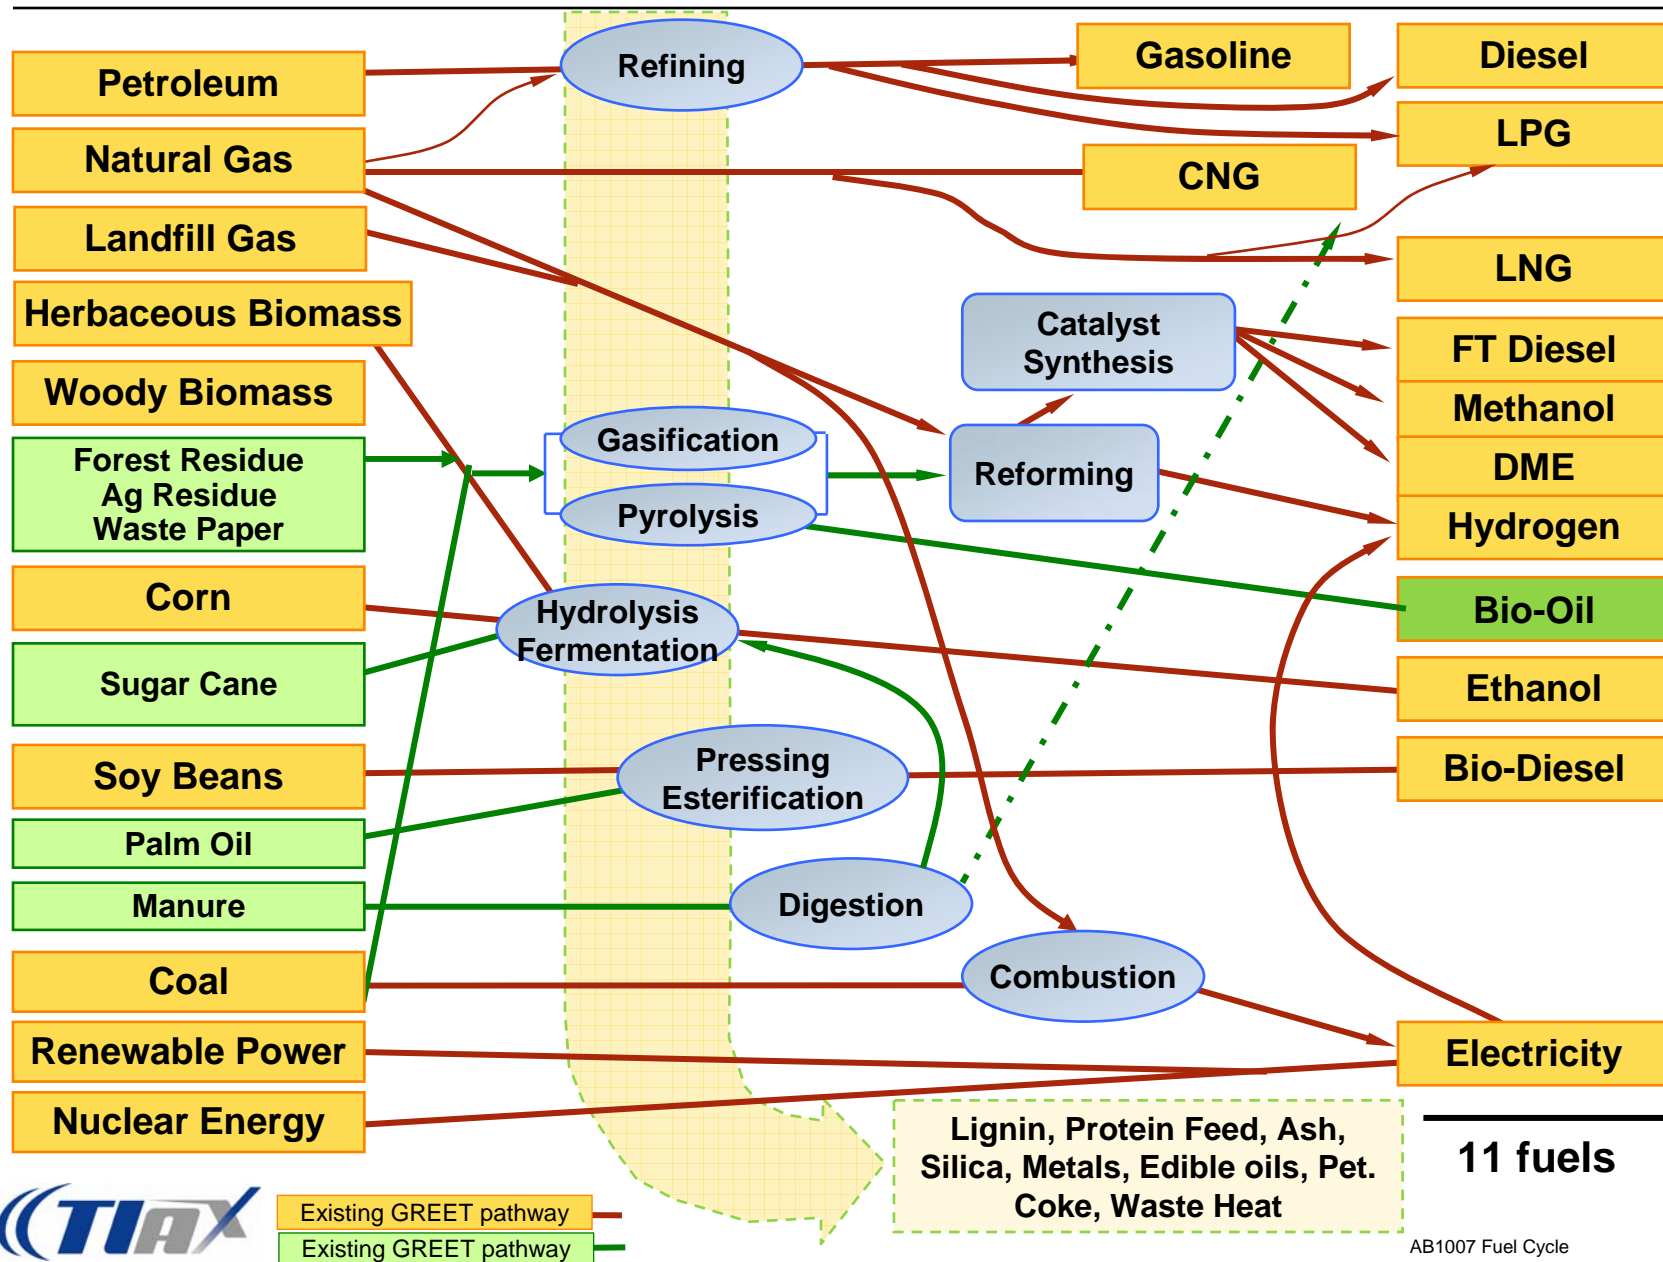 Petroleum
Natural Gas
Landfill Gas
Herbaceous Biomass
Woody Biomass
Forest Residue
Ag Residue
Waste Paper
Corn
Sugar Cane
Soy Beans
Palm Oil
Manure
Coal
Renewable Power
Nuclear Energy
Refining
Gasification
Pyrolysis
Hydrolysis
Fermentation
Pressing
Esterification
Digestion
Combustion
Catalyst
Synthesis
Reforming
Gasoline
CNG
Diesel
LPG
LNG
FT Diesel
Methanol
DME
Hydrogen
Bio-Oil
Ethanol
Bio-Diesel
Electricity
11 fuels
Lignin, Protein Feed, Ash,
Silica, Metals, Edible oils, Pet.
Coke, Waste Heat
TIAX
Existing GREET pathway
Existing GREET pathway
AB1007 Fuel Cycle